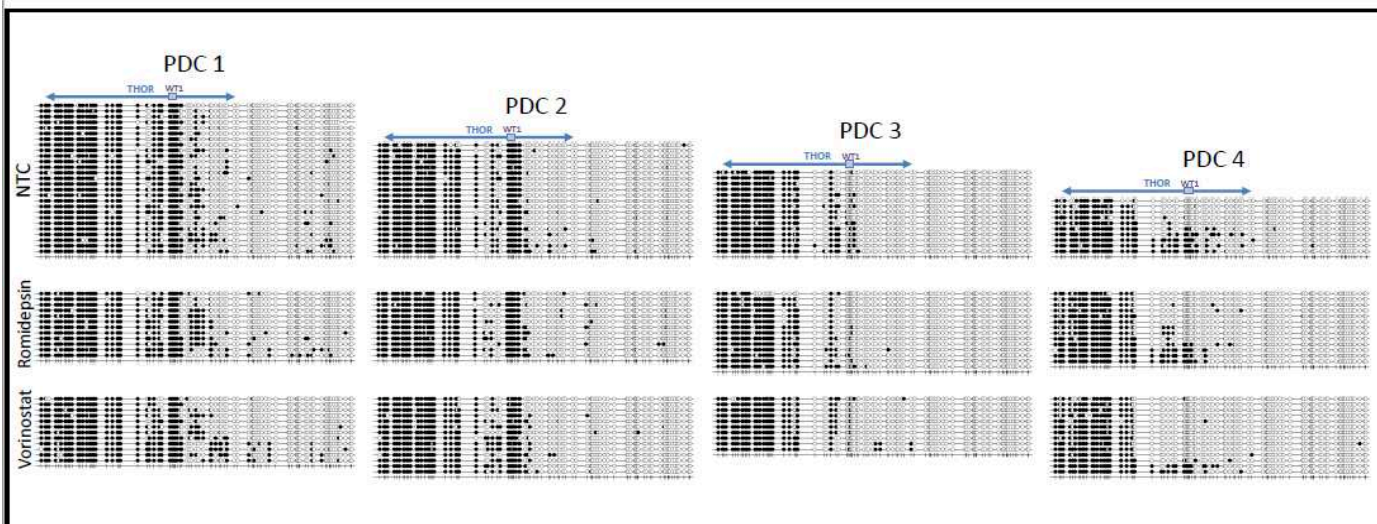 PDC 1
THOR WT1
PDC 2
THOR WT1
PDC 3
THOR WT1
PDC 4
THOR WT1
NTC
Romidepsin
Vorinostat